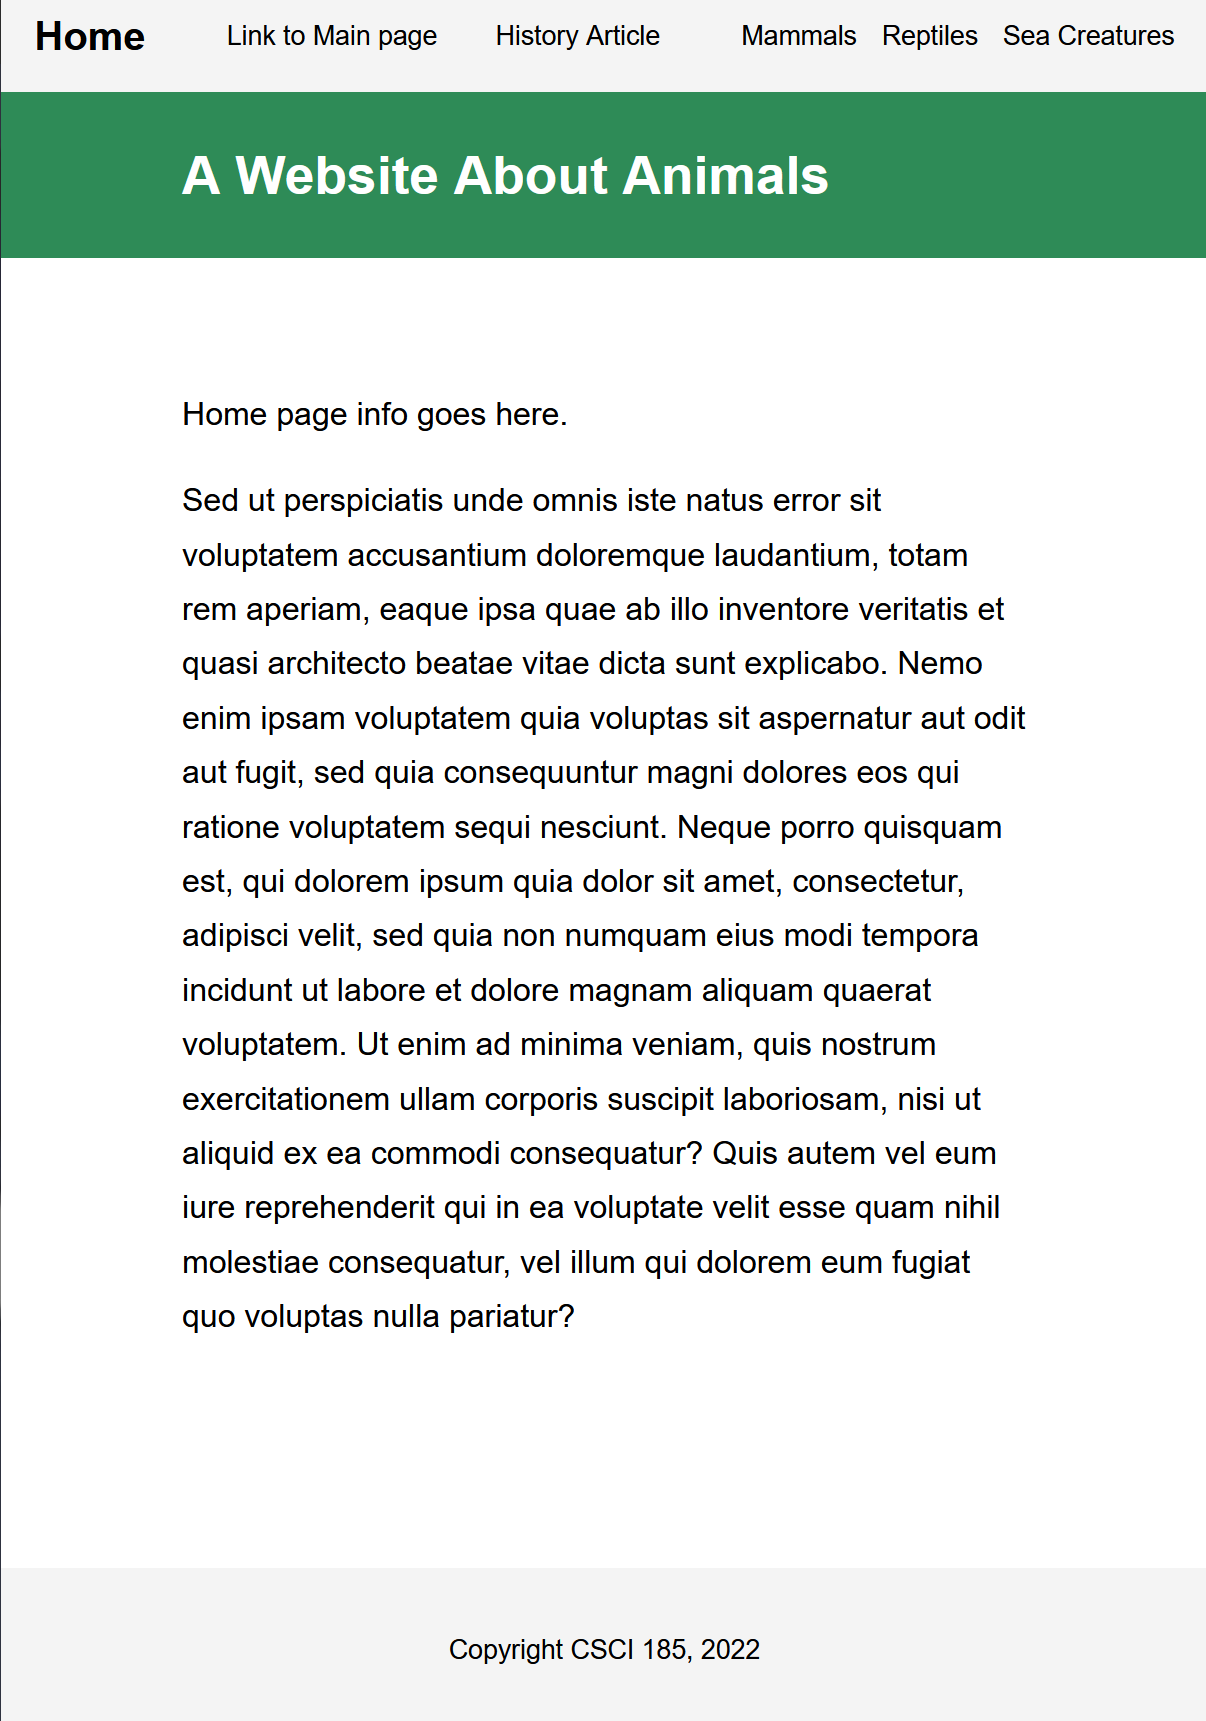 Home Link to Main page History Article Mammals Reptiles Sea Creatures
A Website About Animals
Home page info goes here.
Sed ut perspiciatis unde omnis iste natus error sit
voluptatem accusantium doloremque laudantium, totam
rem aperiam, eaque ipsa quae ab illo inventore veritatis et
quasi architecto beatae vitae dicta sunt explicabo. Nemo
enim ipsam voluptatem quia voluptas sit aspernatur aut odit
aut fugit, sed quia consequuntur magni dolores eos qui
ratione voluptatem sequi nesciunt. Neque porro quisquam
est, qui dolorem ipsum quia dolor sit amet, consectetur,
adipisci velit, sed quia non numquam eius modi tempora
incidunt ut labore et dolore magnam aliquam quaerat
voluptatem. Ut enim ad minima veniam, quis nostrum
exercitationem ullam corporis suscipit laboriosam, nisi ut
aliquid ex ea commodi consequatur? Quis autem vel eum
iure reprehenderit qui in ea voluptate velit esse quam nihil
molestiae consequatur, vel illum qui dolorem eum fugiat
quo voluptas nulla pariatur?
Copyright CSCI 185, 2022